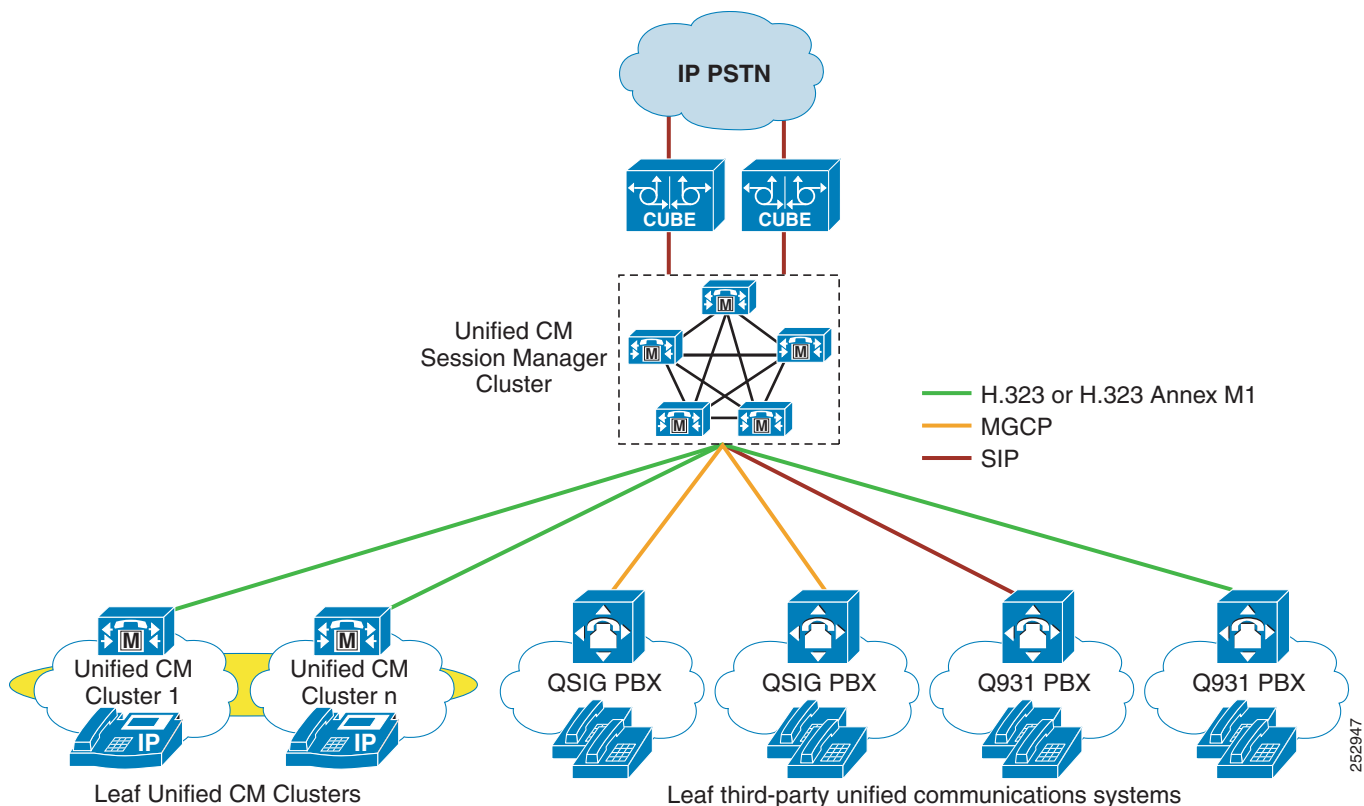 IP PSTN
CUBE
CUBE
Unified CM
Session Manager
Cluster
M
M
M
M
M
H.323 or H.323 Annex M1
MGCP
SIP
M
M
Unified CM
Cluster 1
Unified CM
Cluster n
QSIG PBX
QSIG PBX
Q931 PBX
Q931 PBX
IP
IP
Leaf Unified CM Clusters
Leaf third-party unified communications systems
252947